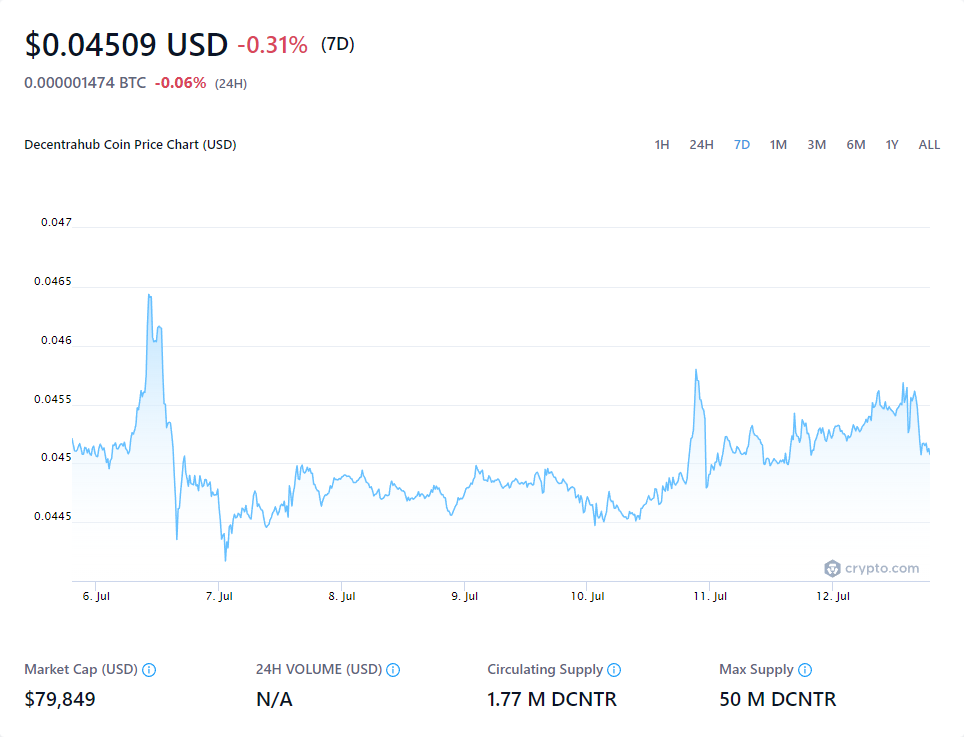 $0.04509 USD -0.31% (7D)
0.000001474 BTC -0.06% (24H)
Decentrahub Coin Price Chart (USD) 1H 24H 7D 1M 3M 6M 1Y ALL
0.047
0.0465
0.046
0.0455
0.045
0.0445
crypto.com
6. Jul 7. Jul 8. Jul 9. Jul 10. Jul 11. Jul 12. Jul
Market Cap (USD) 24H VOLUME (USD) Circulating Supply Max Supply
$79,849 N/A 1.77 M DCNTR 50 M DCNTR